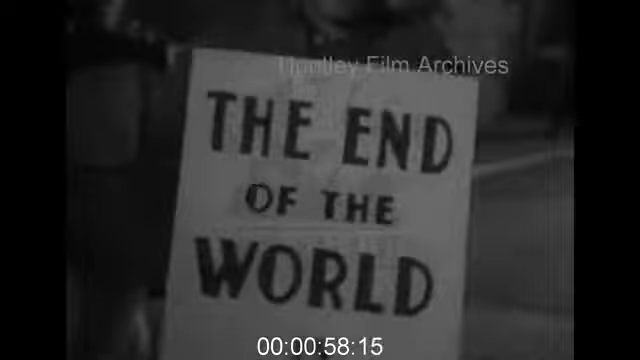 Huntley Film Archives
THE END
OF THE
WORLD
00:00:58:15